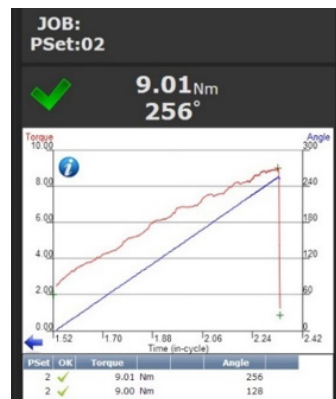 JOB:
PSet:02
9.01Nm
256°
Torque Angle
10.00 300
8.00 240
6.00 180
4.00 120
2.00 60
0.00 0
1.52 1.70 1.88 2.06 2.24 2.42
Time (in-cycle)
PSet OK Torque Angle
2 9.01 Nm 256
2 9.00 Nm 128